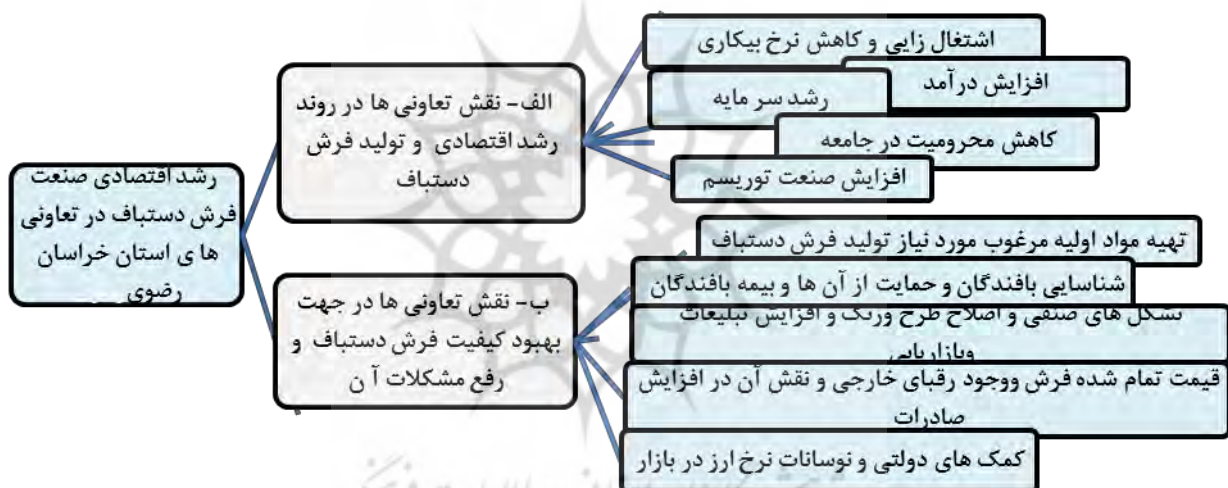 رشد اقتصادی صنعت
فرش دستباف در تعاونی
ها ی استان خراسان
رضوی
الف- نقش تعاونی ها در روند
رشد اقتصادی و تولید فرش
دستباف
اشتغال زایی و کاهش نرخ بیکاری
افزایش درآمد
رشد سر مایه
کاهش محرومیت در جامعه
افزایش صنعت توریسم
ب- نقش تعاونی ها در جهت
بهبود کیفیت فرش دستباف و
رفع مشکلات آ ن
تهیه مواد اولیه مرغوب مورد نیاز تولید فرش دستباف
شناسایی بافندگان و حمایت از آن ها و بیمه بافندگان
تشکل های صنفی و اصلاح طرح ورنگ و افزایش تبلیغات
وبازاریابی
قیمت تمام شده فرش ووجود رقبای خارجی و نقش آن در افزایش
صادرات
کمک های دولتی و نوسانات نرخ ارز در بازار